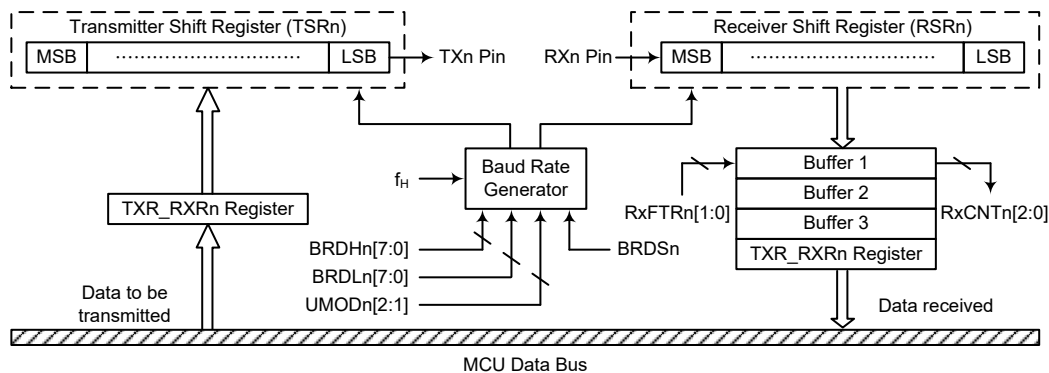 Transmitter Shift Register (TSRn)
MSB ........................... LSB
TXn Pin
Receiver Shift Register (RSRn)
RXn Pin
MSB ........................... LSB
Baud Rate
Generator
fH
BRDHn[7:0]
BRDLn[7:0]
UMODn[2:1]
BRDSn
TXR_RXRn Register
Data to be
transmitted
Buffer 1
Buffer 2
Buffer 3
TXR_RXRn Register
RxFTRn[1:0]
RxCNTn[2:0]
Data received
MCU Data Bus